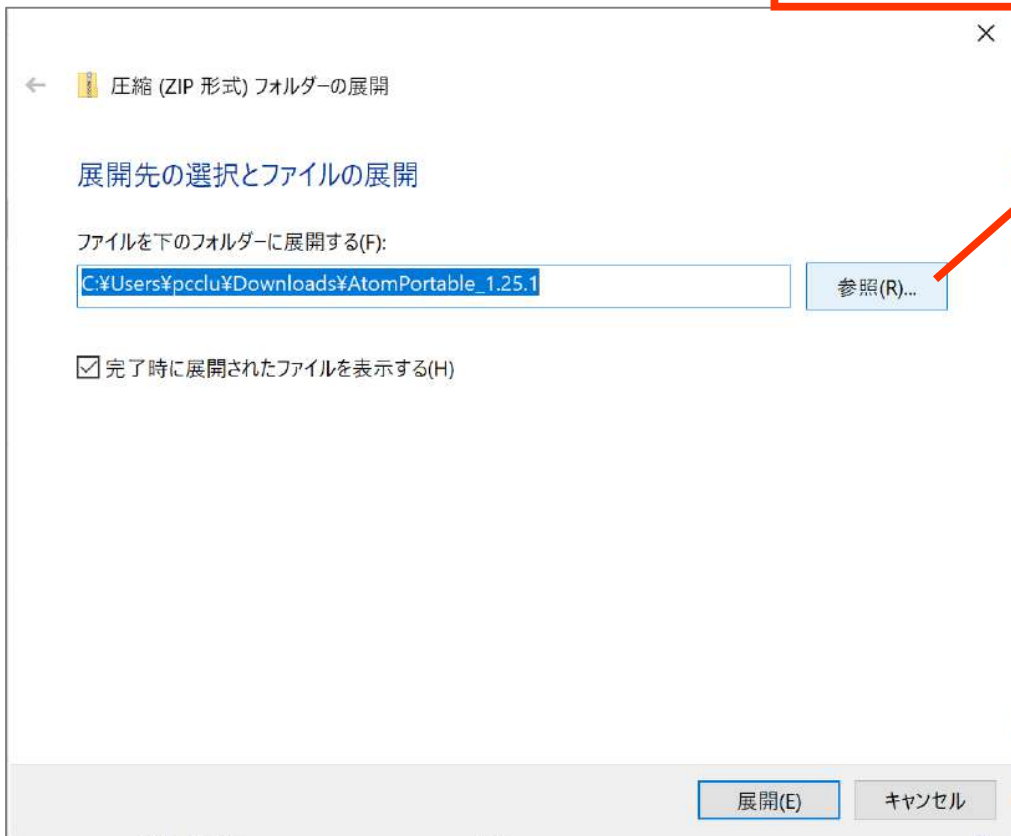 圧縮 (ZIP 形式) フォルダーの展開
展開先の選択とファイルの展開
ファイルを下のフォルダーに展開する(F):
C:¥Users¥pcclu¥Downloads¥AtomPortable_1.25.1
参照(R)...
完了時に展開されたファイルを表示する(H)
展開(E)
キャンセル